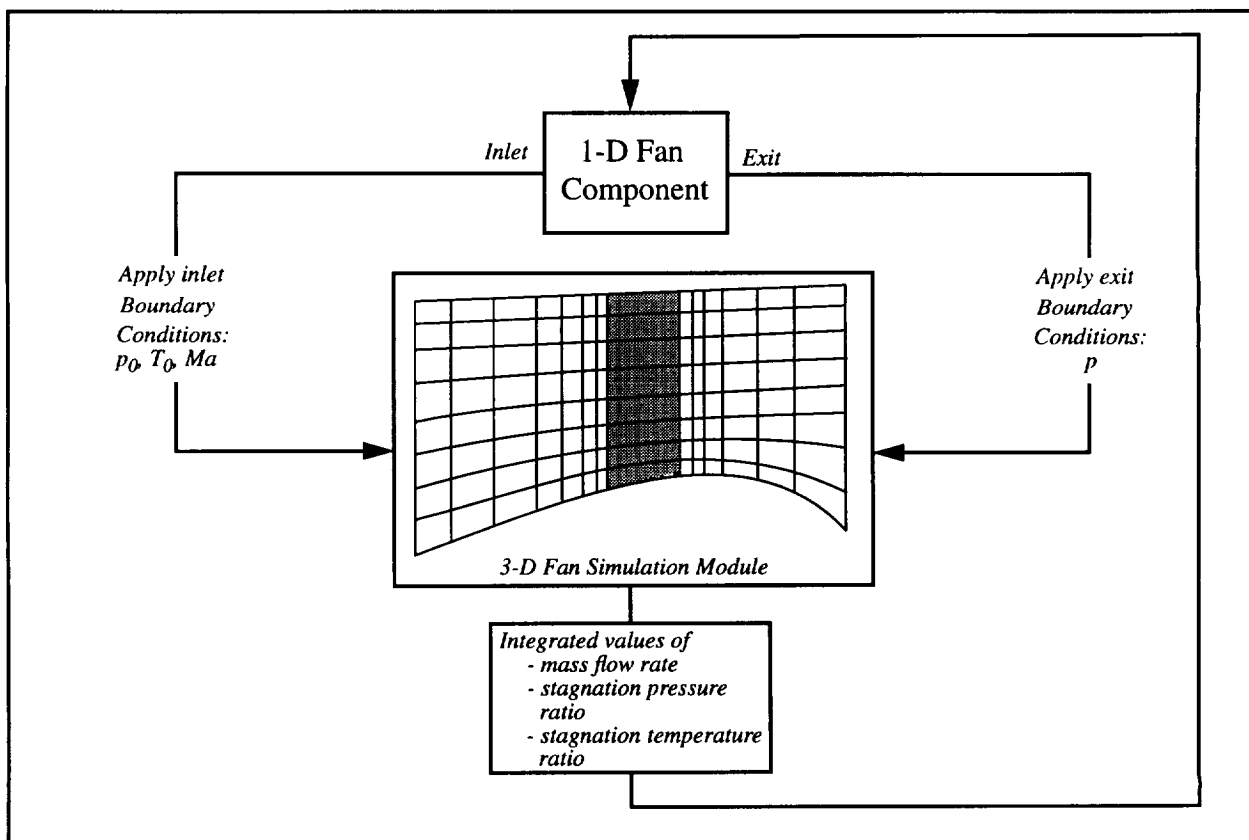 Inlet
1-D Fan
Component
Exit
Apply inlet
Boundary
Conditions:
p0, T0, Ma
Apply exit
Boundary
Conditions:
p
3-D Fan Simulation Module
Integrated values of
- mass flow rate
- stagnation pressure
ratio
- stagnation temperature
ratio